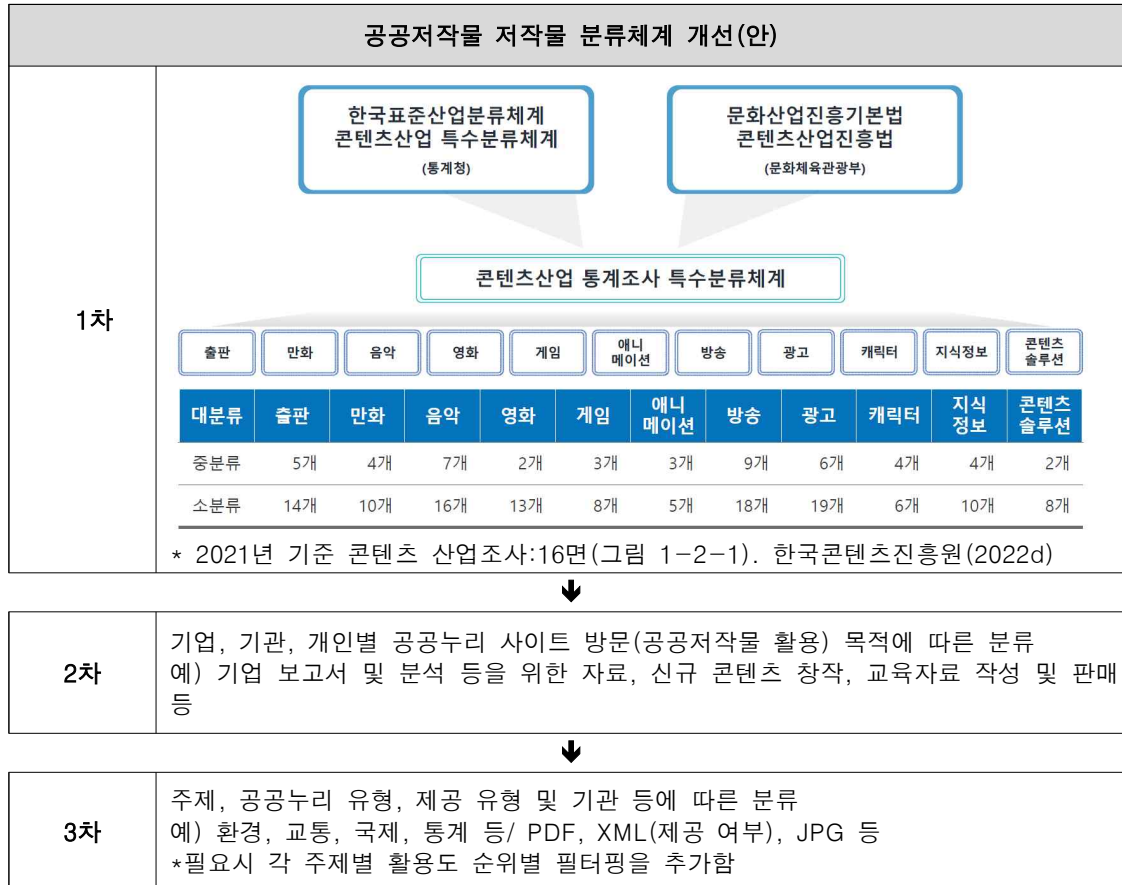 공공저작물 저작물 분류체계 개선(안)
1차
한국표준산업분류체계
콘텐츠산업 특수분류체계
(통계청)
문화산업진흥기본법
콘텐츠산업진흥법
(문화체육관광부)
콘텐츠산업 통계조사 특수분류체계
출판 만화 음악 영화 게임 애니메이션 방송 광고 캐릭터 지식정보 콘텐츠솔루션
대분류 출판 만화 음악 영화 게임 애니메이션 방송 광고 캐릭터 지식정보 콘텐츠솔루션
중분류 5개 4개 7개 2개 3개 3개 9개 6개 4개 4개 2개
소분류 14개 10개 16개 13개 8개 5개 18개 19개 6개 10개 8개
* 2021년 기준 콘텐츠 산업조사:16면(그림 1-2-1). 한국콘텐츠진흥원(2022d)
2차
기업, 기관, 개인별 공공누리 사이트 방문(공공저작물 활용) 목적에 따른 분류
예) 기업 보고서 및 분석 등을 위한 자료, 신규 콘텐츠 창작, 교육자료 작성 및 판매
등
3차
주제, 공공누리 유형, 제공 유형 및 기관 등에 따른 분류
예) 환경, 교통, 국제, 통계 등/ PDF, XML(제공 여부), JPG 등
*필요시 각 주제별 활용도 순위별 필터핑을 추가함